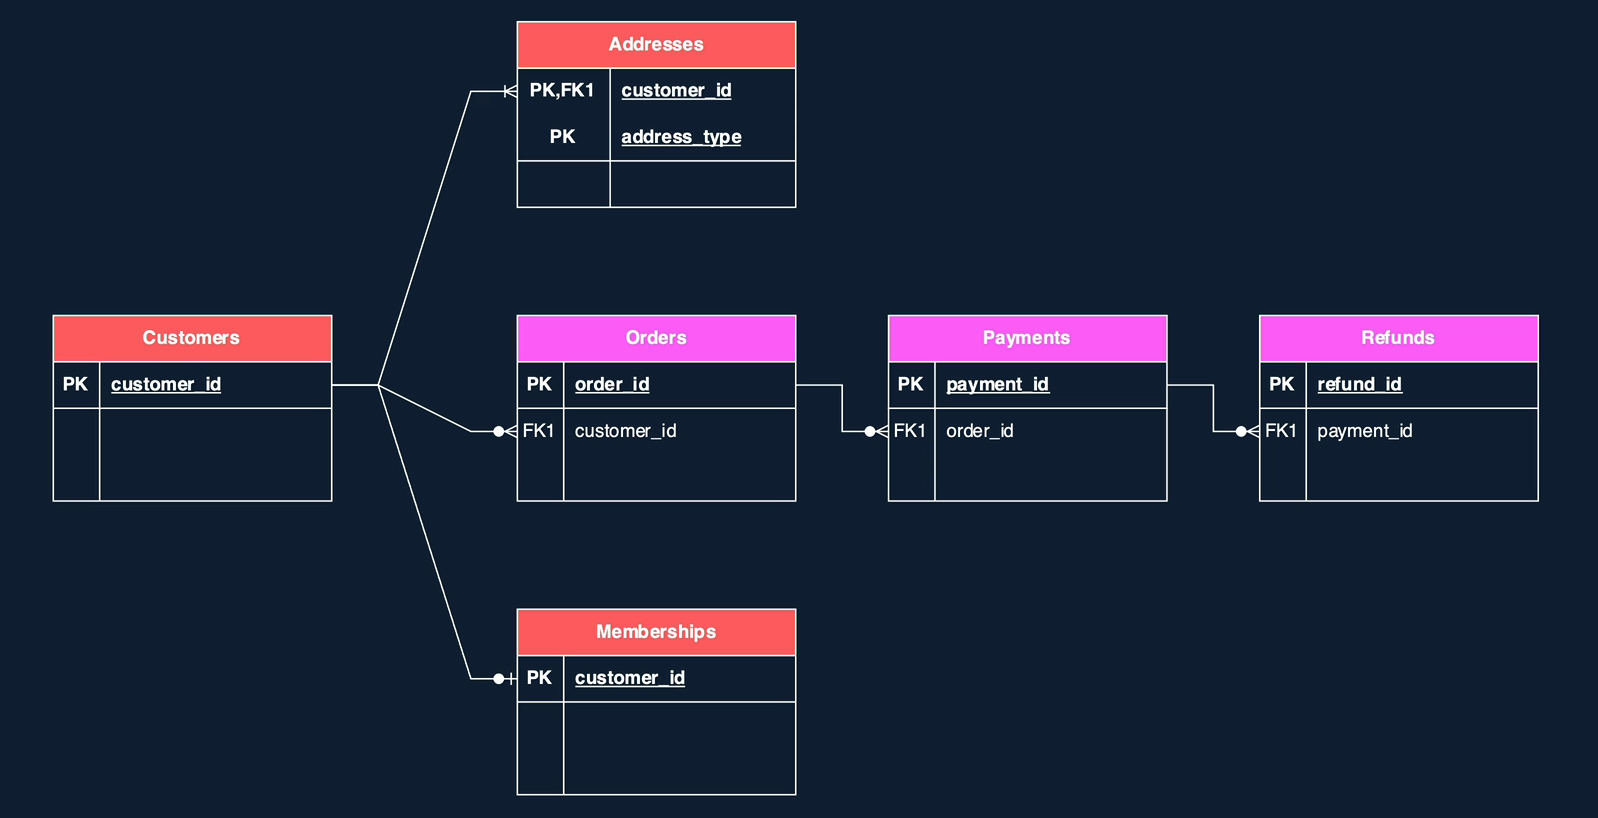 Addresses
PK,FK1 customer_id
PK address_type
Customers
PK customer_id
Orders
PK order_id
FK1 customer_id
Payments
PK payment_id
FK1 order_id
Refunds
PK refund_id
FK1 payment_id
Memberships
PK customer_id